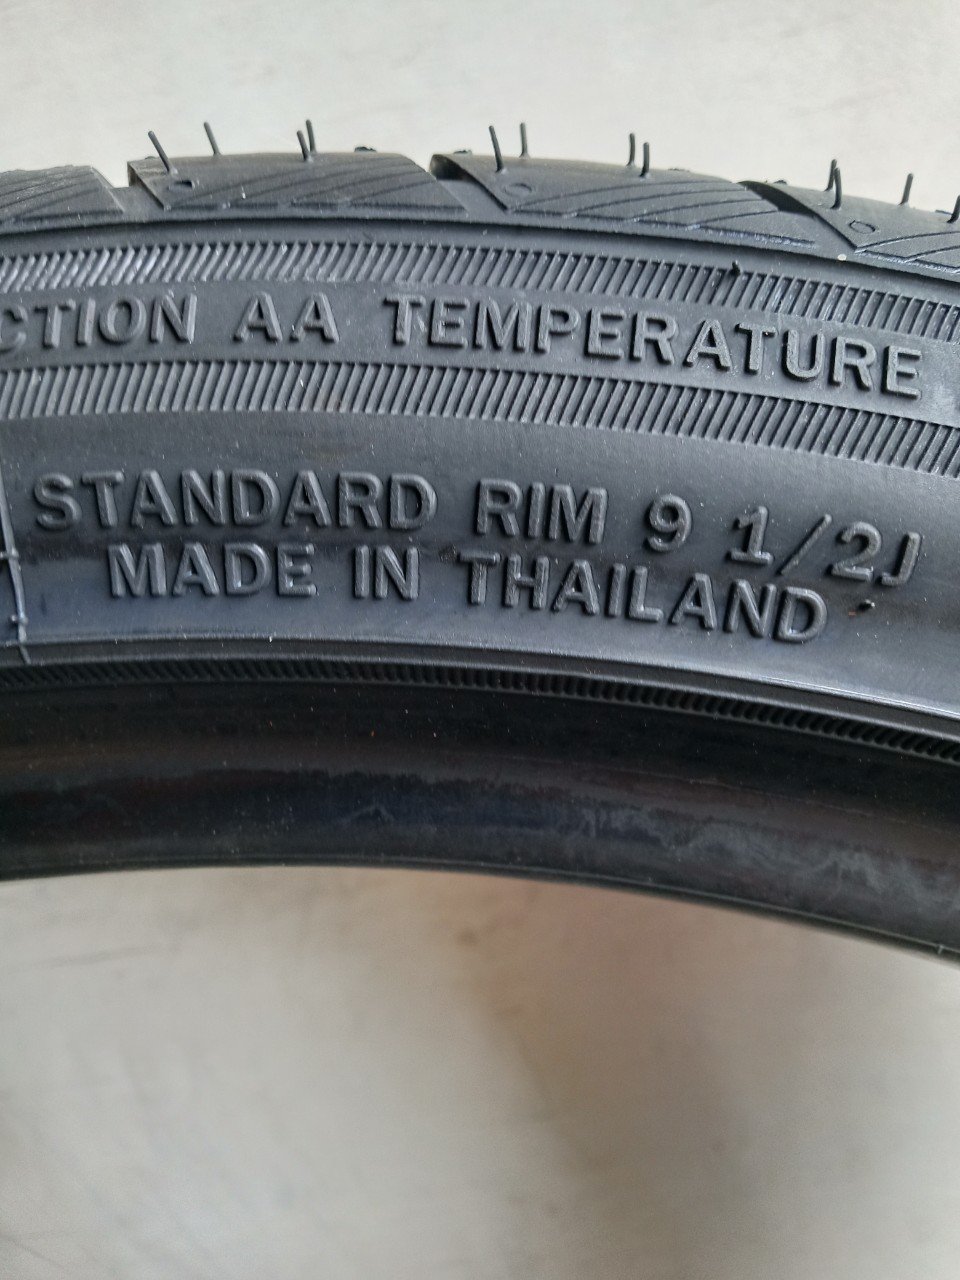 CTION AA TEMPERATURE
STANDARD RIM 9 1/2J
MADE IN THAILAND